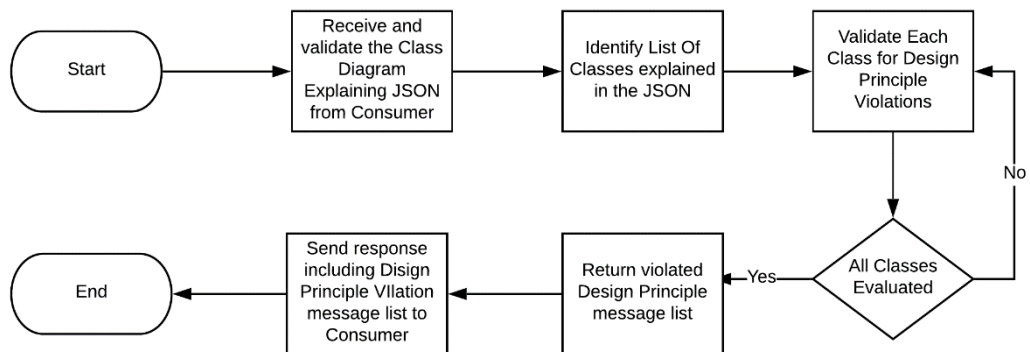 Start
Receive and
validate the Class
Diagram
Explaining JSON
from Consumer
Identify List Of
Classes explained
in the JSON
Validate Each
Class for Design
Principle
Violations
No
All Classes
Evaluated
Yes
Return violated
Design Principle
message list
Send response
including Disign
Principle VIlation
message list to
Consumer
End